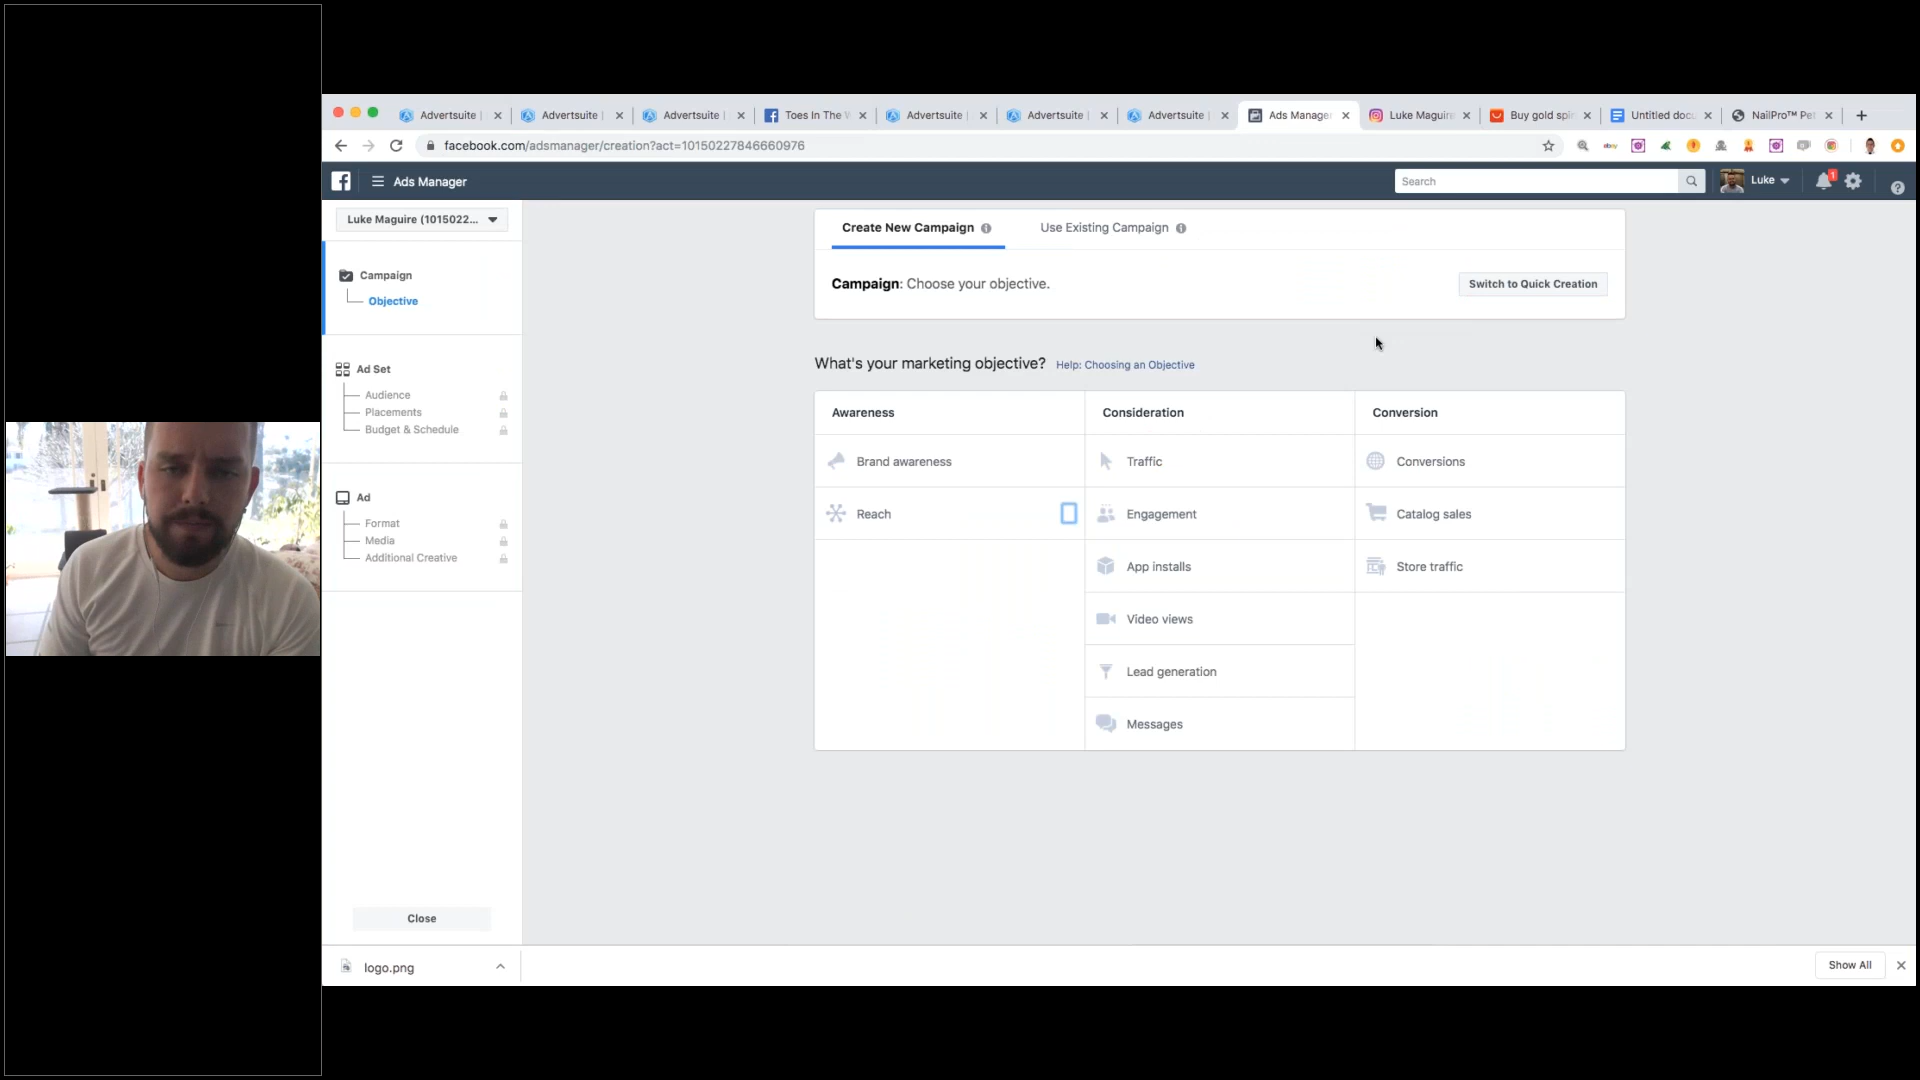 Advertsuite |
Advertsuite |
Advertsuite |
Toes In The
Advertsuite |
Advertsuite |
Advertsuite |
Ads Manager
Luke Maguire
Buy gold spi
Untitled docu
NailPro™ Pet
facebook.com/adsmanager/creation?act=10150227846660976
ebay
Ads Manager
Search
Luke
1
Luke Maguire (1015022...
Campaign
Objective
Ad Set
Audience
Placements
Budget & Schedule
Ad
Format
Media
Additional Creative
Close
Create New Campaign
Use Existing Campaign
Campaign: Choose your objective.
Switch to Quick Creation
What's your marketing objective? Help: Choosing an Objective
Awareness
Consideration
Conversion
Brand awareness
Traffic
Conversions
Reach
Engagement
Catalog sales
App installs
Store traffic
Video views
Lead generation
Messages
logo.png
Show All